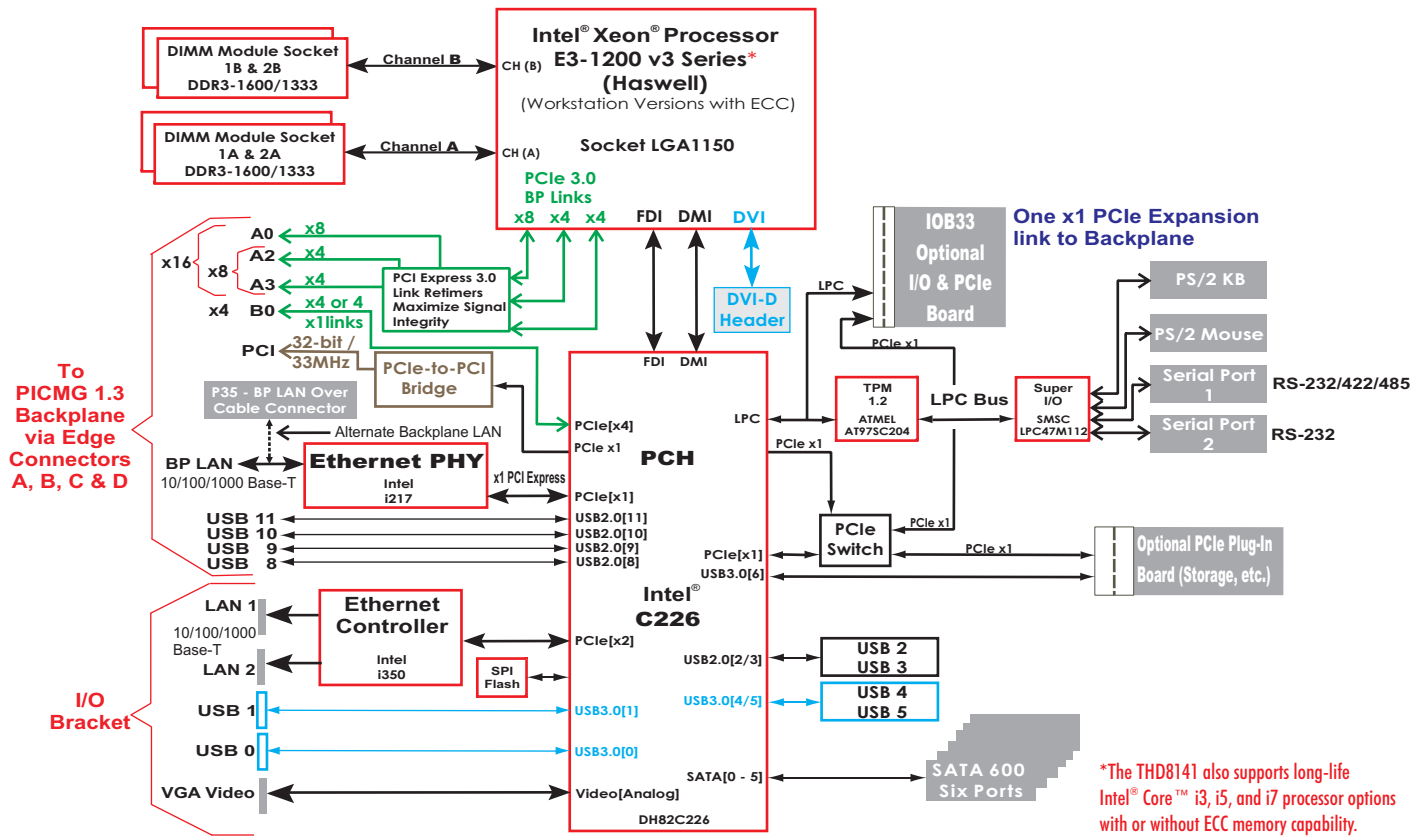 DIMM Module Socket
1B & 2B
DDR3-1600/1333
Channel B
DIMM Module Socket
1A & 2A
DDR3-1600/1333
Channel A
Intel® Xeon® Processor
E3-1200 v3 Series*
(Haswell)
(Workstation Versions with ECC)
Socket LGA1150
CH (B)
CH (A)
PCIe 3.0
BP Links
x8 x4 x4 FDI DMI DVI
DVI-D
Header
A0 x8
A2 x4
A3 x4
B0 x4 or 4
x1links
x16
x8
x4
PCI Express 3.0
Link Retimers
Maximize Signal
Integrity
PCI
32-bit /
33MHz
PCIe-to-PCI
Bridge
To
PICMG 1.3
Backplane
via Edge
Connectors
A, B, C & D
P35 - BP LAN Over
Cable Connector
Alternate Backplane LAN
BP LAN
10/100/1000 Base-T
Ethernet PHY
Intel
i217
x1 PCI Express
USB 11
USB 10
USB 9
USB 8
I/O
Bracket
LAN 1
10/100/1000
Base-T
LAN 2
Ethernet
Controller
Intel
i350
SPI
Flash
USB 1
USB 0
VGA Video
FDI DMI
PCIe[x4]
PCIe x1
PCIe[x1]
USB2.0[11]
USB2.0[10]
USB2.0[9]
USB2.0[8]
PCIe[x2]
USB3.0[1]
USB3.0[0]
Video[Analog]
PCH
Intel®
C226
DH82C226
LPC
PCIe x1
PCIe[x1]
USB3.0[6]
USB2.0[2/3]
USB3.0[4/5]
SATA[0 - 5]
LPC
PCIe x1
IOB33
Optional
I/O & PCIe
Board
One x1 PCIe Expansion
link to Backplane
TPM
1.2
ATMEL
AT97SC204
LPC Bus
Super
I/O
SMSC
LPC47M112
PS/2 KB
PS/2 Mouse
Serial Port
1
RS-232/422/485
Serial Port
2
RS-232
PCIe
Switch
PCIe x1
PCIe x1
Optional PCIe Plug-In
Board (Storage, etc.)
USB 2
USB 3
USB 4
USB 5
SATA 600
Six Ports
*The THD8141 also supports long-life
Intel® Core™ i3, i5, and i7 processor options
with or without ECC memory capability.